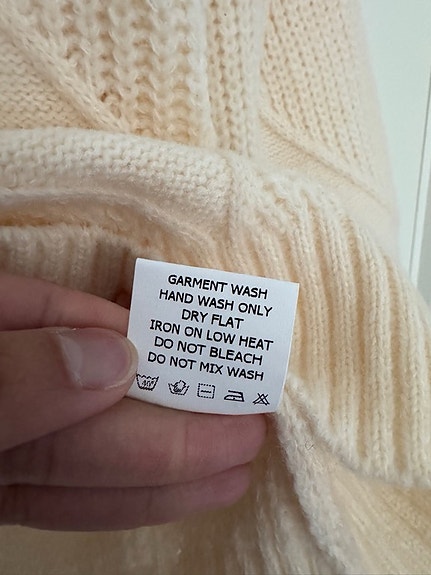 GARMENT WASH
HAND WASH ONLY
DRY FLAT
IRON ON LOW HEAT
DO NOT BLEACH
DO NOT MIX WASH